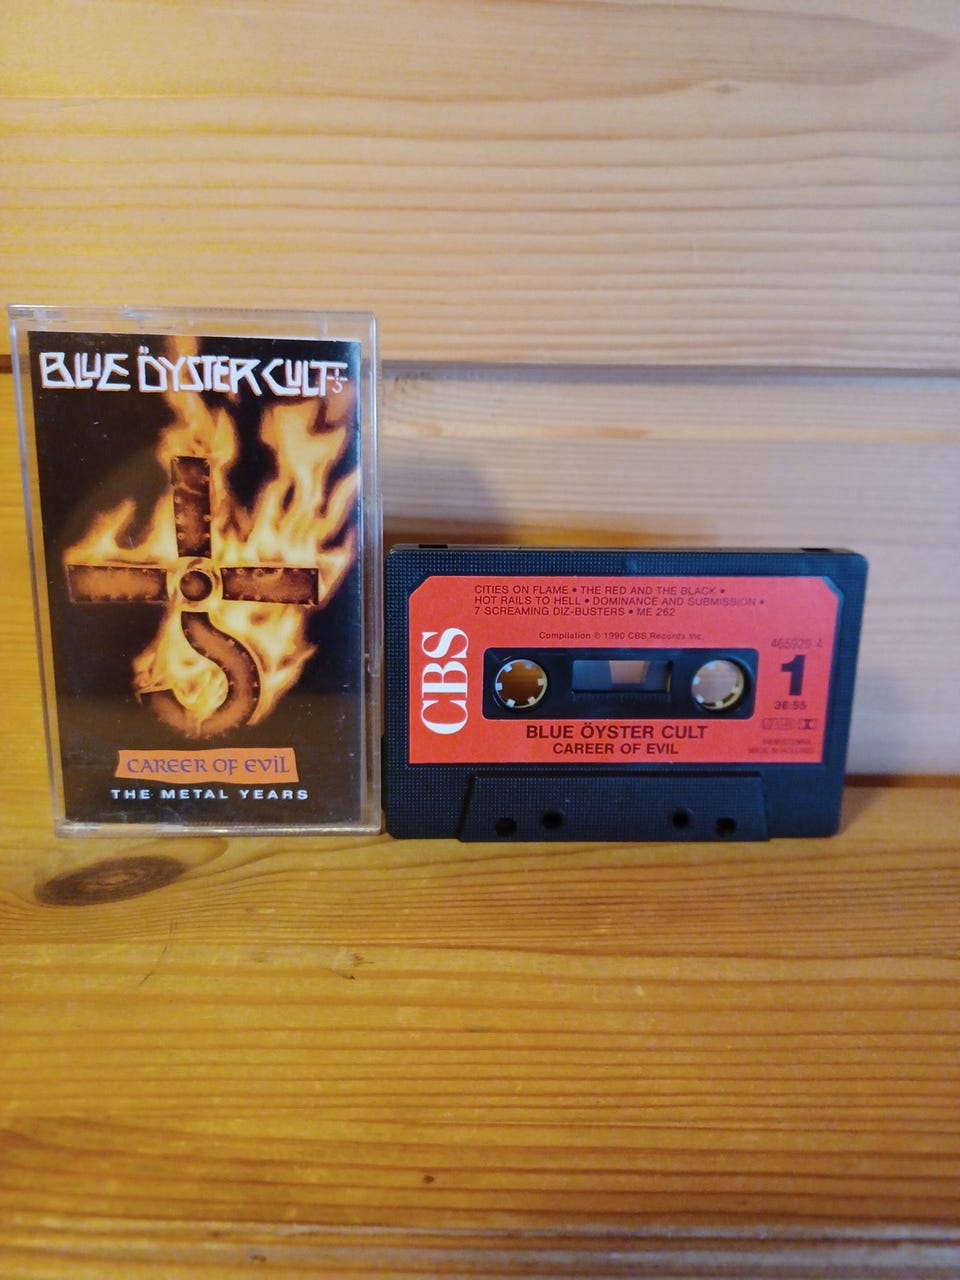 BLUE ÖYSTER CULT
CAREER OF EVIL
THE METAL YEARS
CITIES ON FLAME • THE RED AND THE BLACK •
HOT RAILS TO HELL • DOMINANCE AND SUBMISSION •
7 SCREAMING DIZ-BUSTERS • ME 262
Compilation ℗ 1990 CBS Records Inc.
CBS
465929 4
1
BLUE ÖYSTER CULT
CAREER OF EVIL
MADE IN HOLLAND